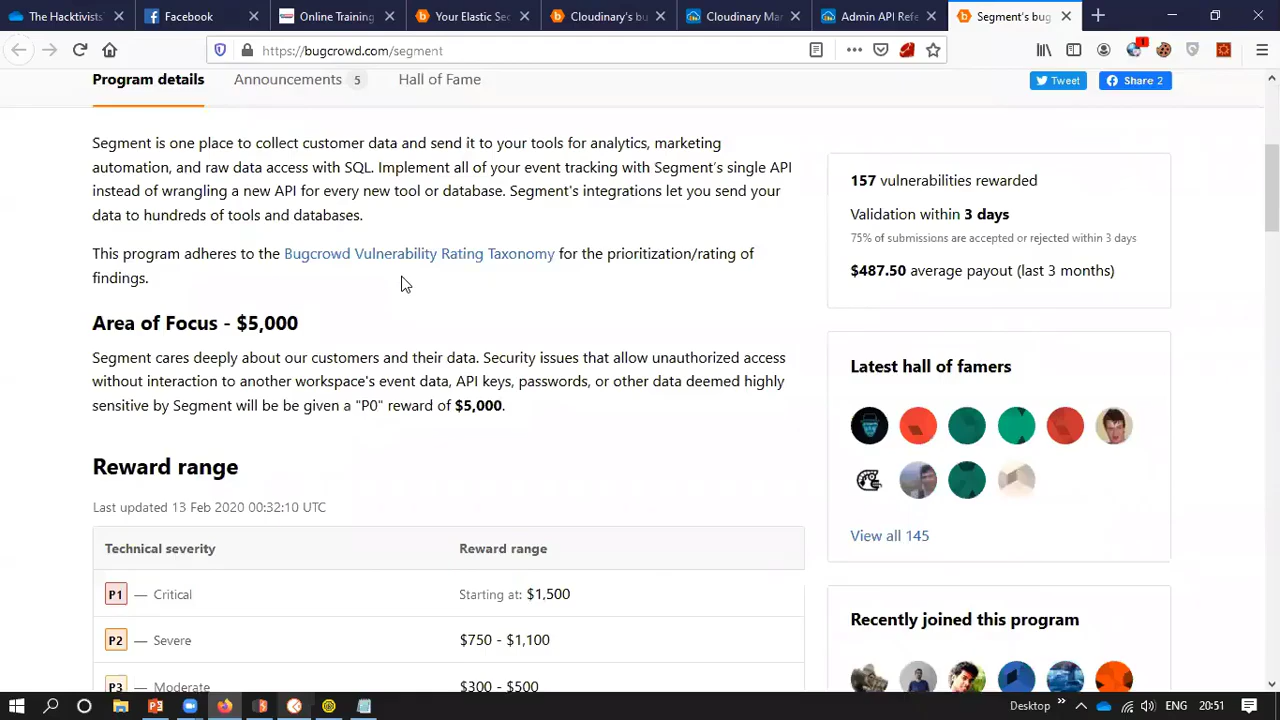 The Hacktivists
Facebook
Online Training
Your Elastic Sec
Cloudinary's bu
Cloudinary Man
Admin API Refe
Segment's bug
https://bugcrowd.com/segment
1
Program details
Announcements 5
Hall of Fame
Tweet
Share 2
Segment is one place to collect customer data and send it to your tools for analytics, marketing
automation, and raw data access with SQL. Implement all of your event tracking with Segment's single API
instead of wrangling a new API for every new tool or database. Segment's integrations let you send your
data to hundreds of tools and databases.
This program adheres to the Bugcrowd Vulnerability Rating Taxonomy for the prioritization/rating of
findings.
Area of Focus - $5,000
Segment cares deeply about our customers and their data. Security issues that allow unauthorized access
without interaction to another workspace's event data, API keys, passwords, or other data deemed highly
sensitive by Segment will be be given a "P0" reward of $5,000.
Reward range
Last updated 13 Feb 2020 00:32:10 UTC
Technical severity Reward range
P1 — Critical Starting at: $1,500
P2 — Severe $750 - $1,100
P3 — Moderate $300 - $500
157 vulnerabilities rewarded
Validation within 3 days
75% of submissions are accepted or rejected within 3 days
$487.50 average payout (last 3 months)
Latest hall of famers
View all 145
Recently joined this program
Desktop
ENG
20:51